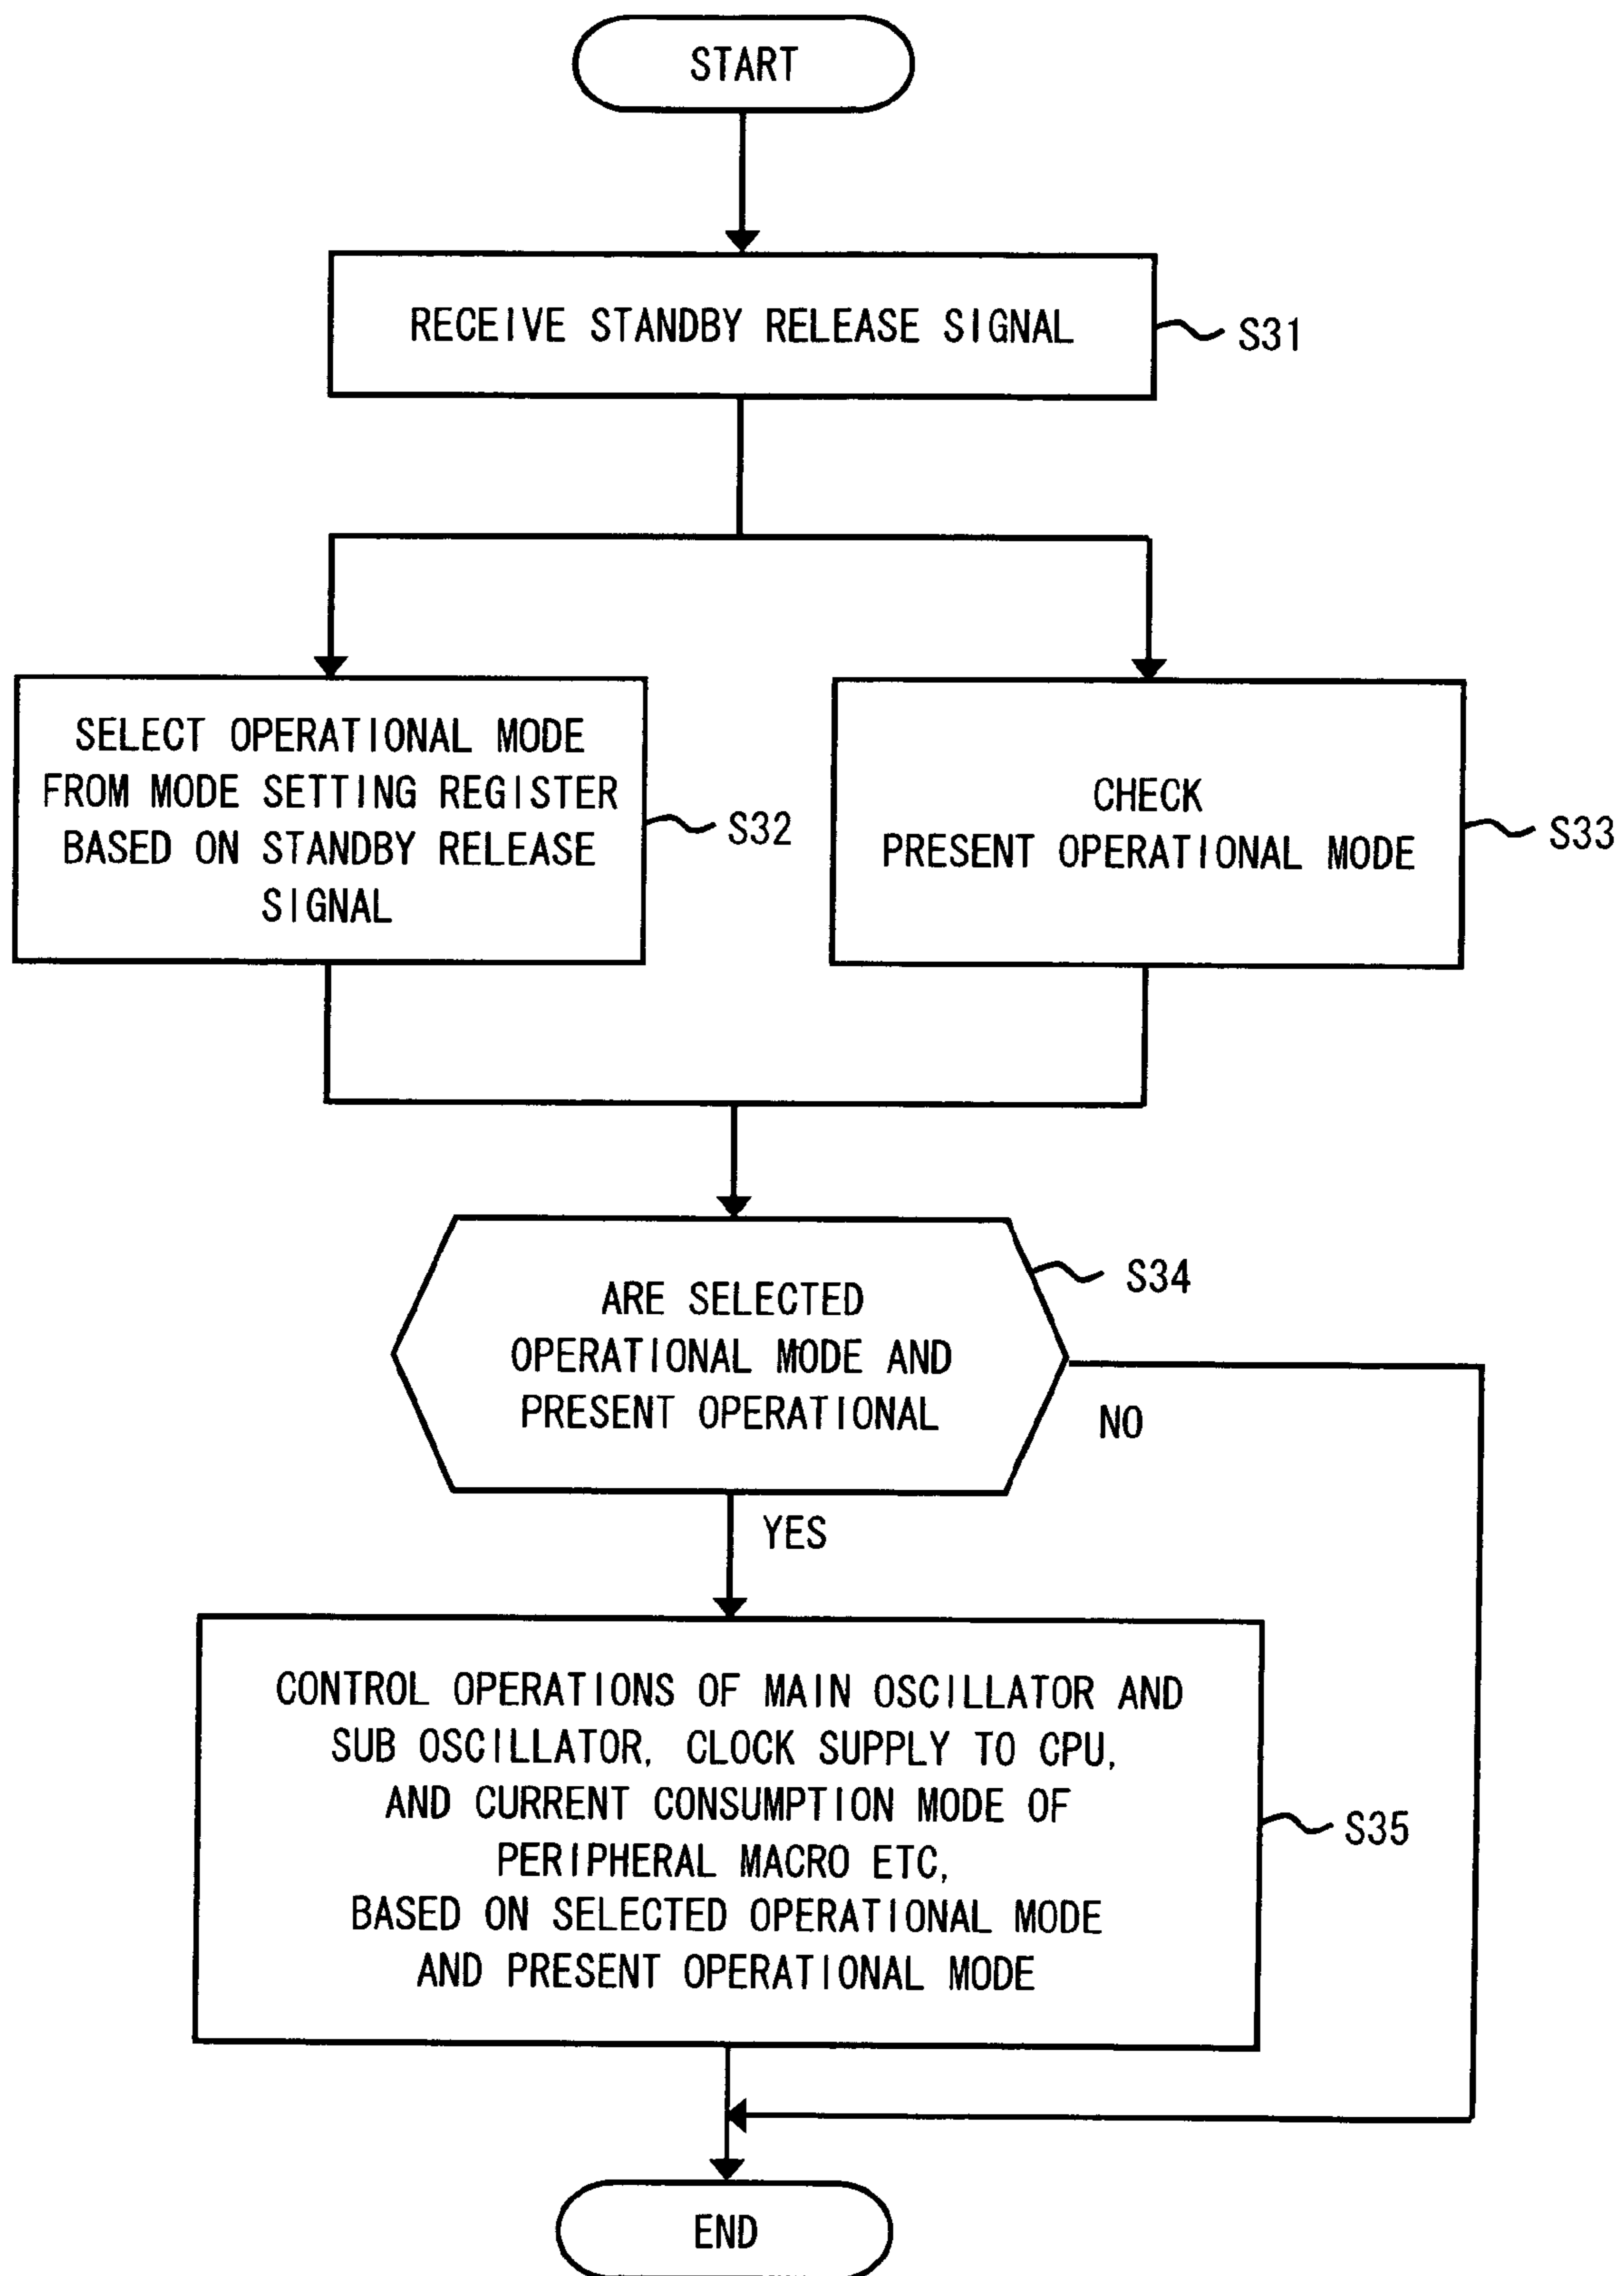 START
RECEIVE STANDBY RELEASE SIGNAL
S31
SELECT OPERATIONAL MODE
FROM MODE SETTING REGISTER
BASED ON STANDBY RELEASE
SIGNAL
S32
CHECK
PRESENT OPERATIONAL MODE
S33
ARE SELECTED
OPERATIONAL MODE AND
PRESENT OPERATIONAL
S34
NO
YES
CONTROL OPERATIONS OF MAIN OSCILLATOR AND
SUB OSCILLATOR, CLOCK SUPPLY TO CPU,
AND CURRENT CONSUMPTION MODE OF
PERIPHERAL MACRO ETC,
BASED ON SELECTED OPERATIONAL MODE
AND PRESENT OPERATIONAL MODE
S35
END